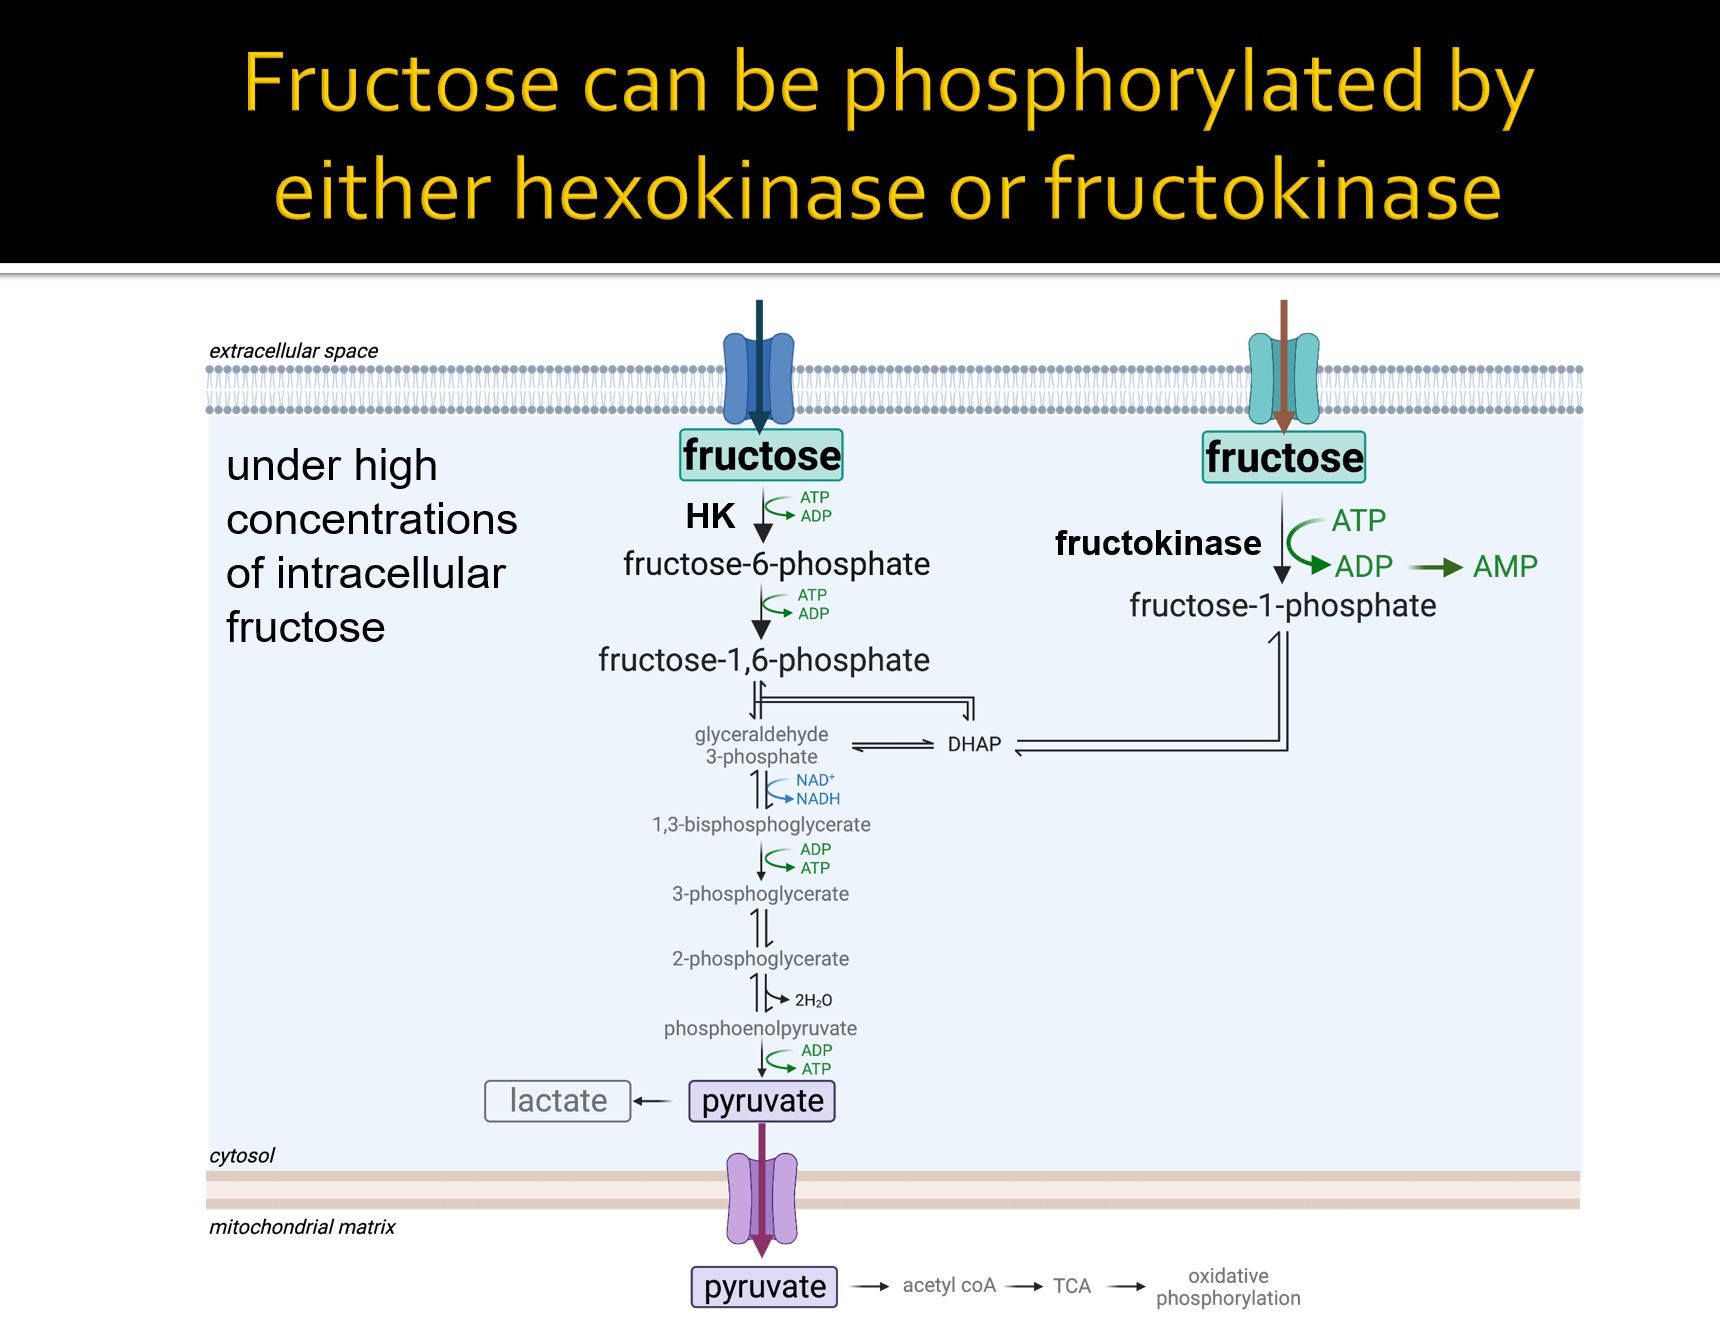 Fructose can be phosphorylated by
either hexokinase or fructokinase
extracellular space
under high
concentrations
of intracellular
fructose
fructose
HK
ATP
ADP
fructose-6-phosphate
ATP
ADP
fructose-1,6-phosphate
glyceraldehyde
3-phosphate
DHAP
NAD⁺
NADH
1,3-bisphosphoglycerate
ADP
ATP
3-phosphoglycerate
2-phosphoglycerate
2H₂O
phosphoenolpyruvate
ADP
ATP
lactate
pyruvate
fructose
fructokinase
ATP
ADP
AMP
fructose-1-phosphate
cytosol
mitochondrial matrix
pyruvate
acetyl coA
TCA
oxidative
phosphorylation